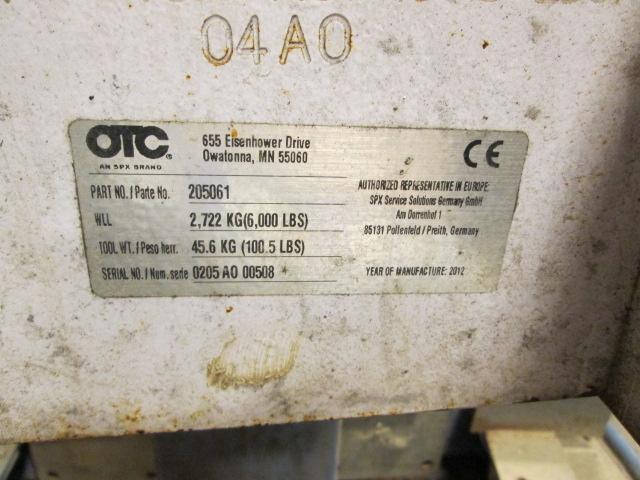 04A0
OTC®
AN SPX BRAND
655 Eisenhower Drive
Owatonna, MN 55060
CE
PART NO. / Parte No. 205061
WLL 2,722 KG(6,000 LBS)
TOOL WT. / Peso herr. 45.6 KG (100.5 LBS)
SERIAL NO. / Num. serie 0205 AO 00508
AUTHORIZED REPRESENTATIVE IN EUROPE:
SPX Service Solutions Germany GmbH
Am Dorrenhof 1
85131 Pollenfeld / Preith, Germany
YEAR OF MANUFACTURE: 2012